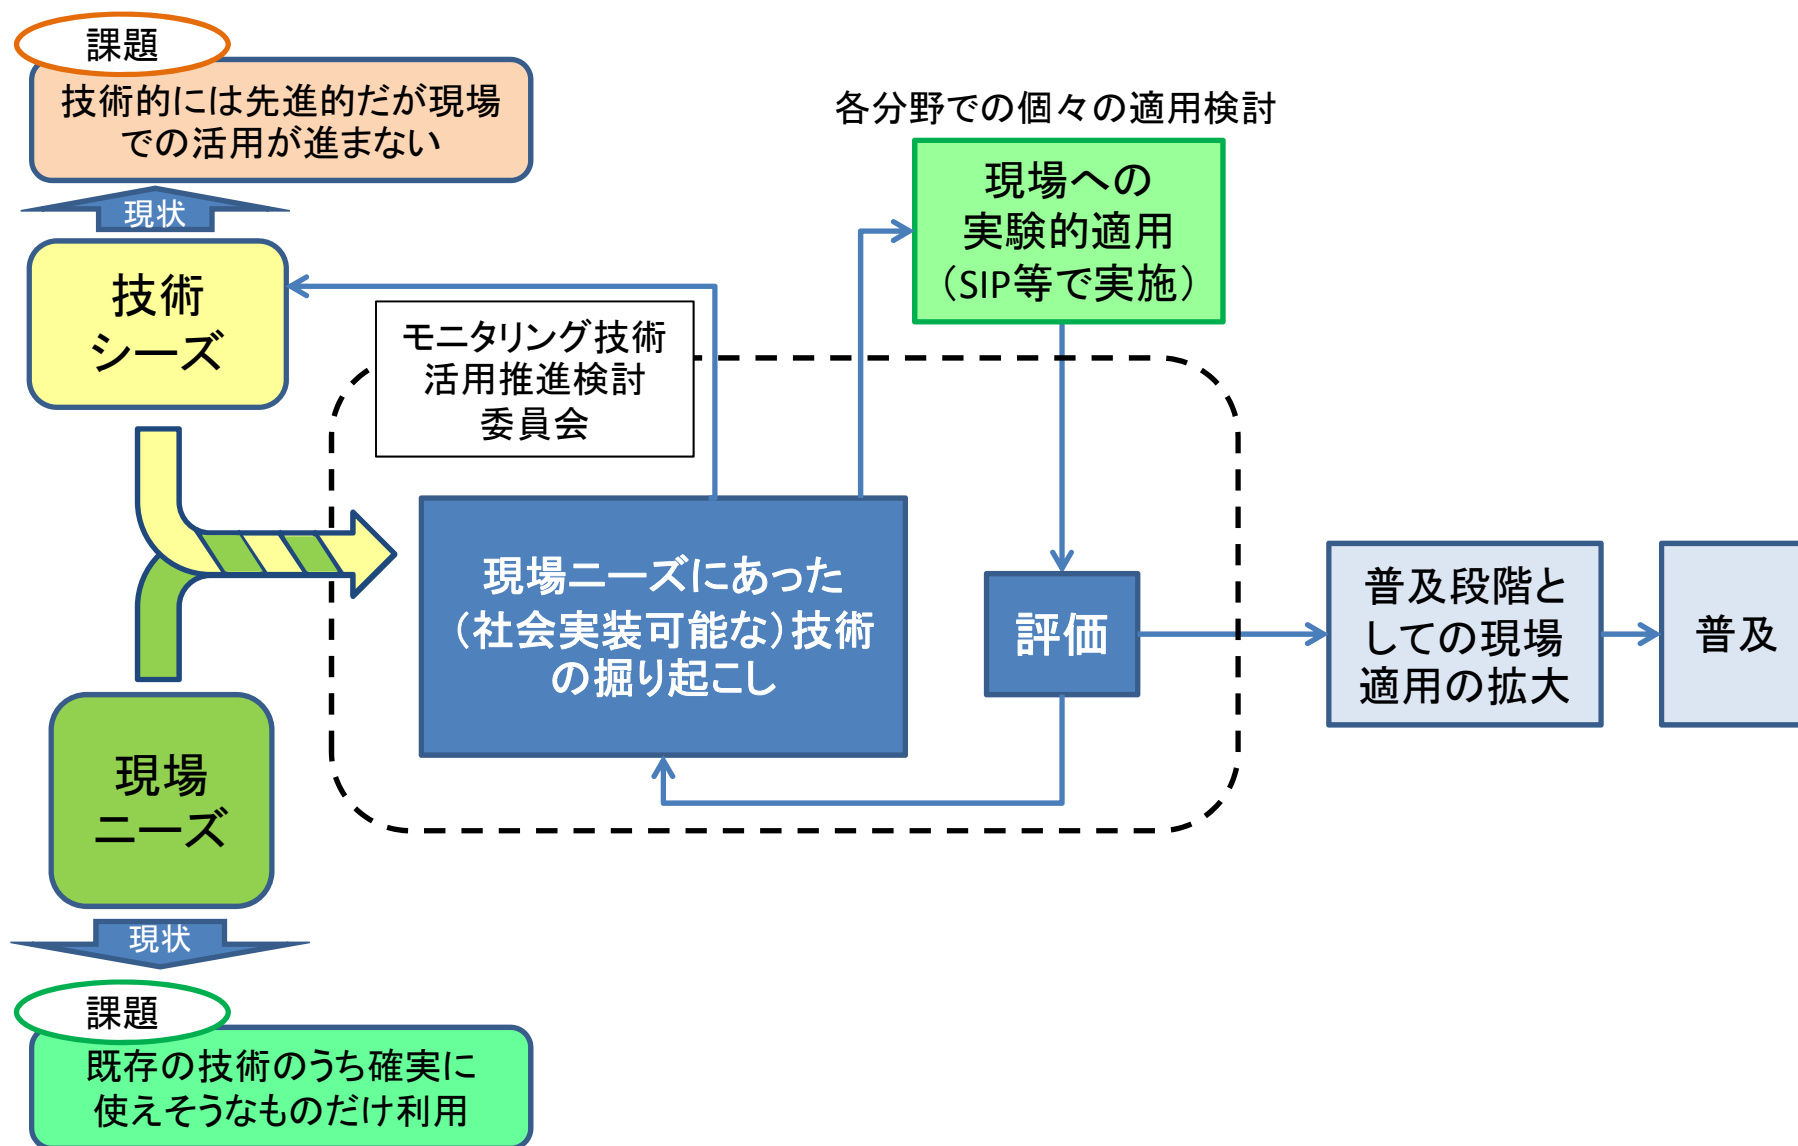 課題
技術的には先進的だが現場
での活用が進まない
現状
技術
シーズ
各分野での個々の適用検討
現場への
実験的適用
（SIP等で実施）
モニタリング技術
活用推進検討
委員会
現場ニーズにあった
（社会実装可能な）技術
の掘り起こし
評価
普及段階と
しての現場
適用の拡大
普及
現場
ニーズ
現状
課題
既存の技術のうち確実に
使えそうなものだけ利用